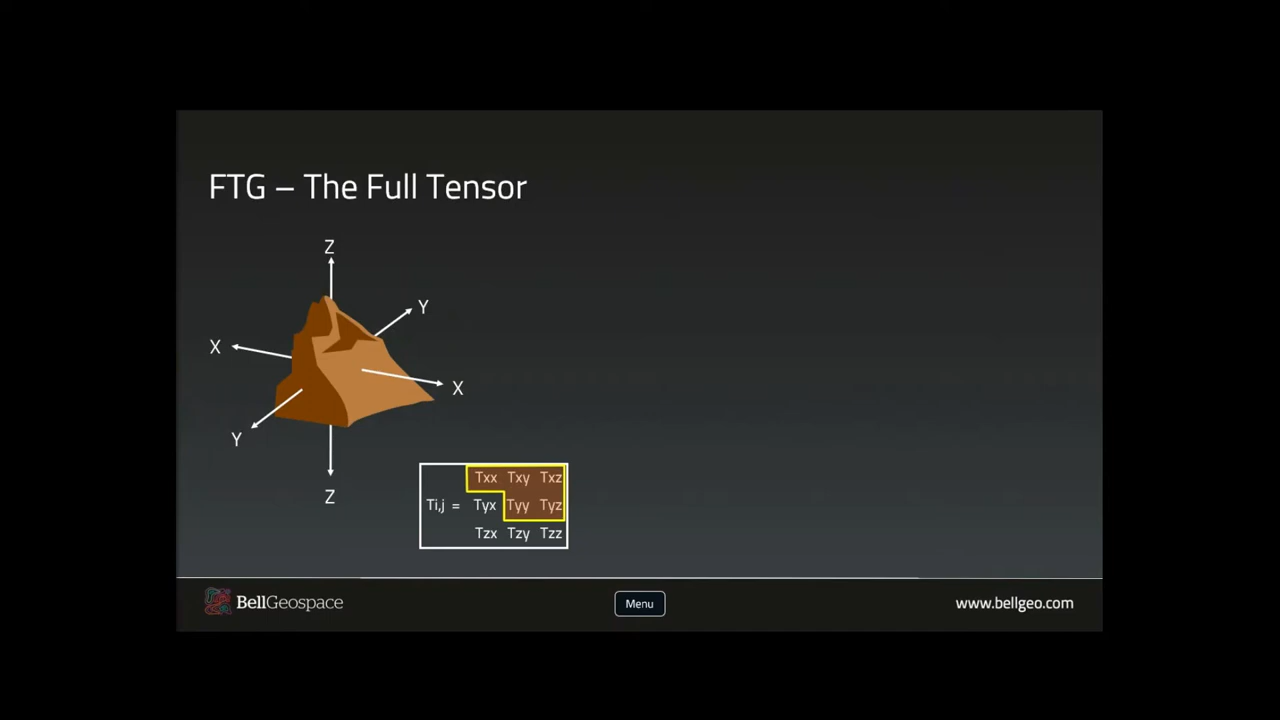 FTG – The Full Tensor
Z
Y
X
X
Y
Z
Txx Txy Txz
Ti,j = Tyx Tyy Tyz
Tzx Tzy Tzz
BellGeospace
Menu
www.bellgeo.com